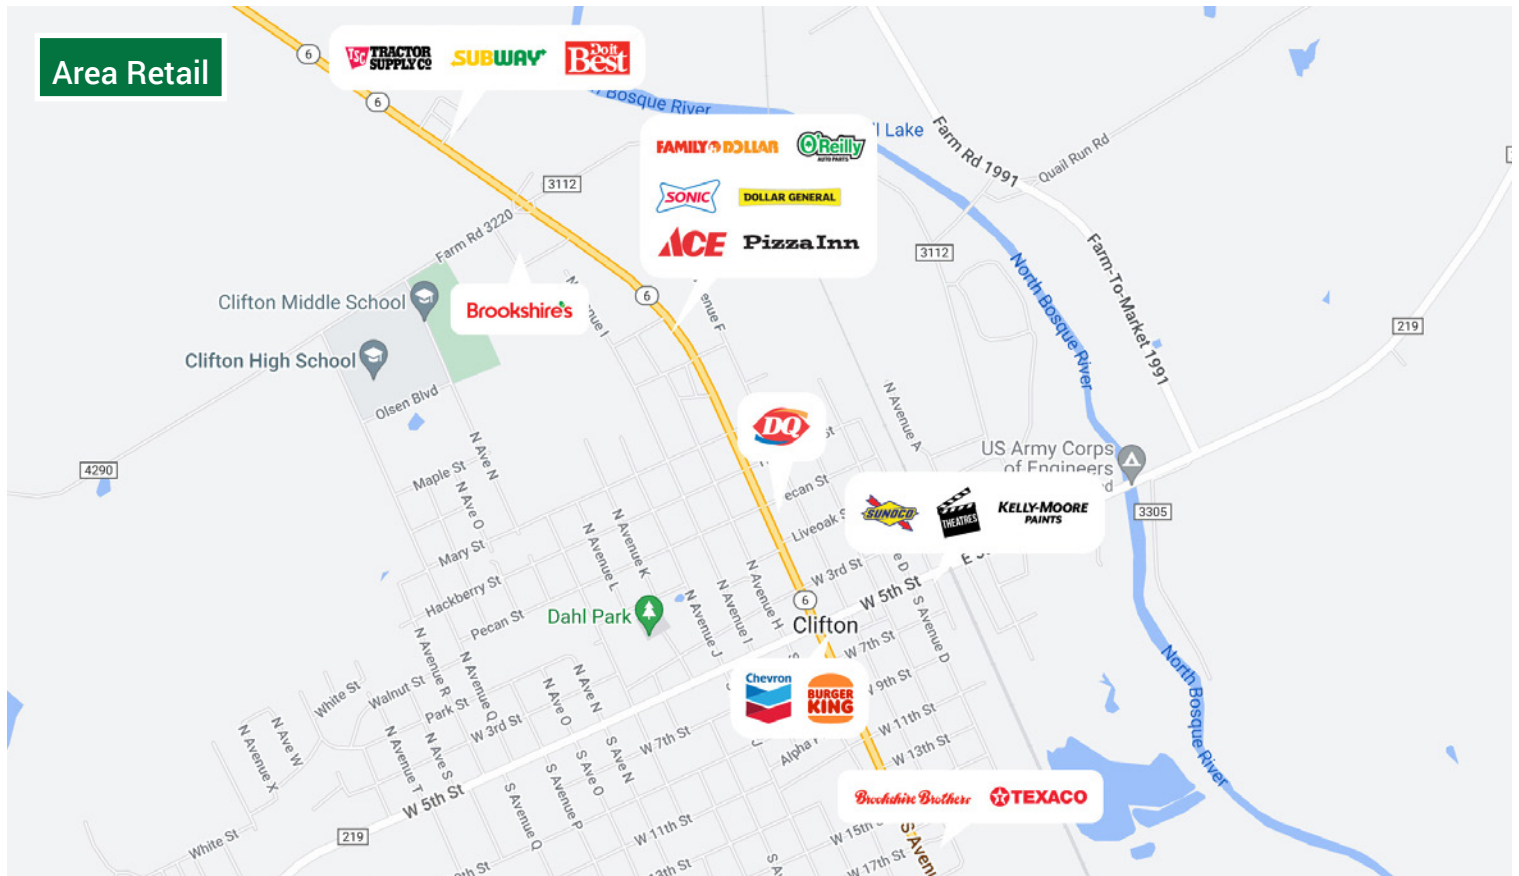 Area Retail
6
TSC TRACTOR
SUPPLY CO
SUBWAY
Do it
Best
6
Bosque River
Lake
Farm Rd 1991
Quail Run Rd
FAMILY DOLLAR
O'Reilly
AUTO PARTS
SONIC
DOLLAR GENERAL
ACE
Pizza Inn
3112
Farm Rd 3220
3112
North Bosque River
Farm-To-Market 1991
219
Clifton Middle School
Brookshire's
6
Clifton High School
Olsen Blvd
N Ave N
N Avenue A
DQ
4290
Maple St
N Ave O
US Army Corps
of Engineers
SUNOCO
THEATRES
KELLY-MOORE
PAINTS
3305
Liveoak
Mary St
Hackberry St
Pecan St
N Avenue L
N Avenue K
N Avenue J
N Avenue I
N Avenue H
W 3rd St
W 5th St
6
Clifton
Dahl Park
S Avenue D
W 7th St
Chevron
BURGER
KING
W 11th St
W 13th St
Brookshire Brothers
TEXACO
W 15th
W 17th St
North Bosque River
N Avenue R
N Avenue Q
White St
Walnut St
Park St
W 3rd St
N Ave O
N Ave N
N Ave W
N Avenue X
N Avenue T
N Ave S
W 7th St
S Ave N
S Ave O
S Avenue P
S Avenue Q
W 5th St
W 11th St
219
White St